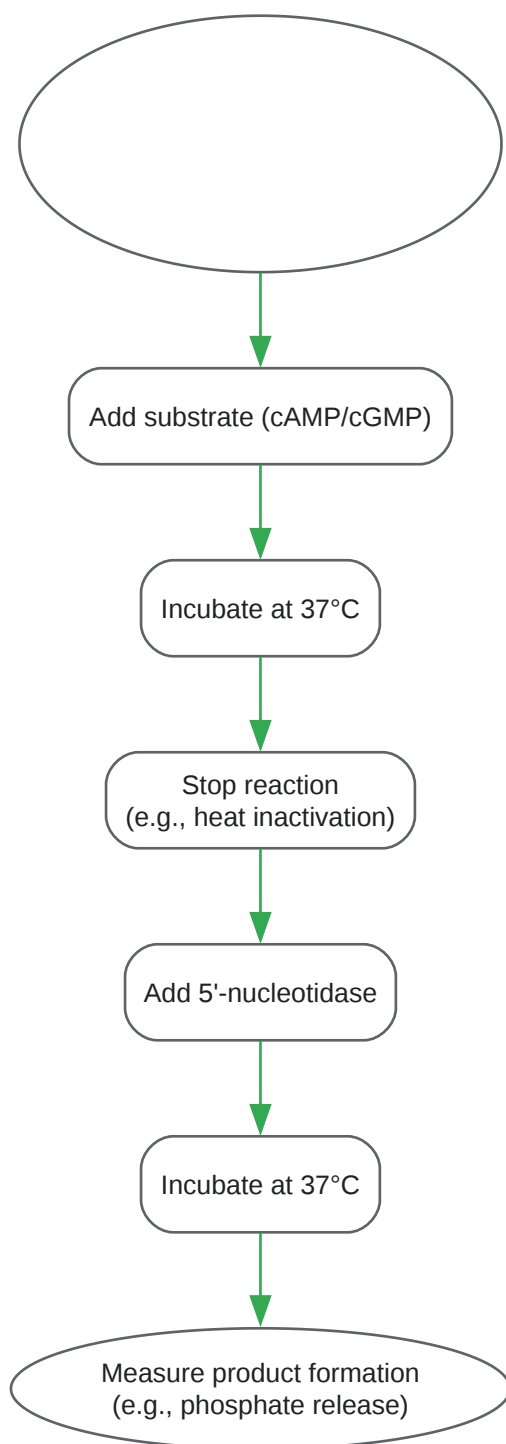 Add substrate (cAMP/cGMP)
Incubate at 37°C
Stop reaction
(e.g., heat inactivation)
Add 5'-nucleotidase
Incubate at 37°C
Measure product formation
(e.g., phosphate release)